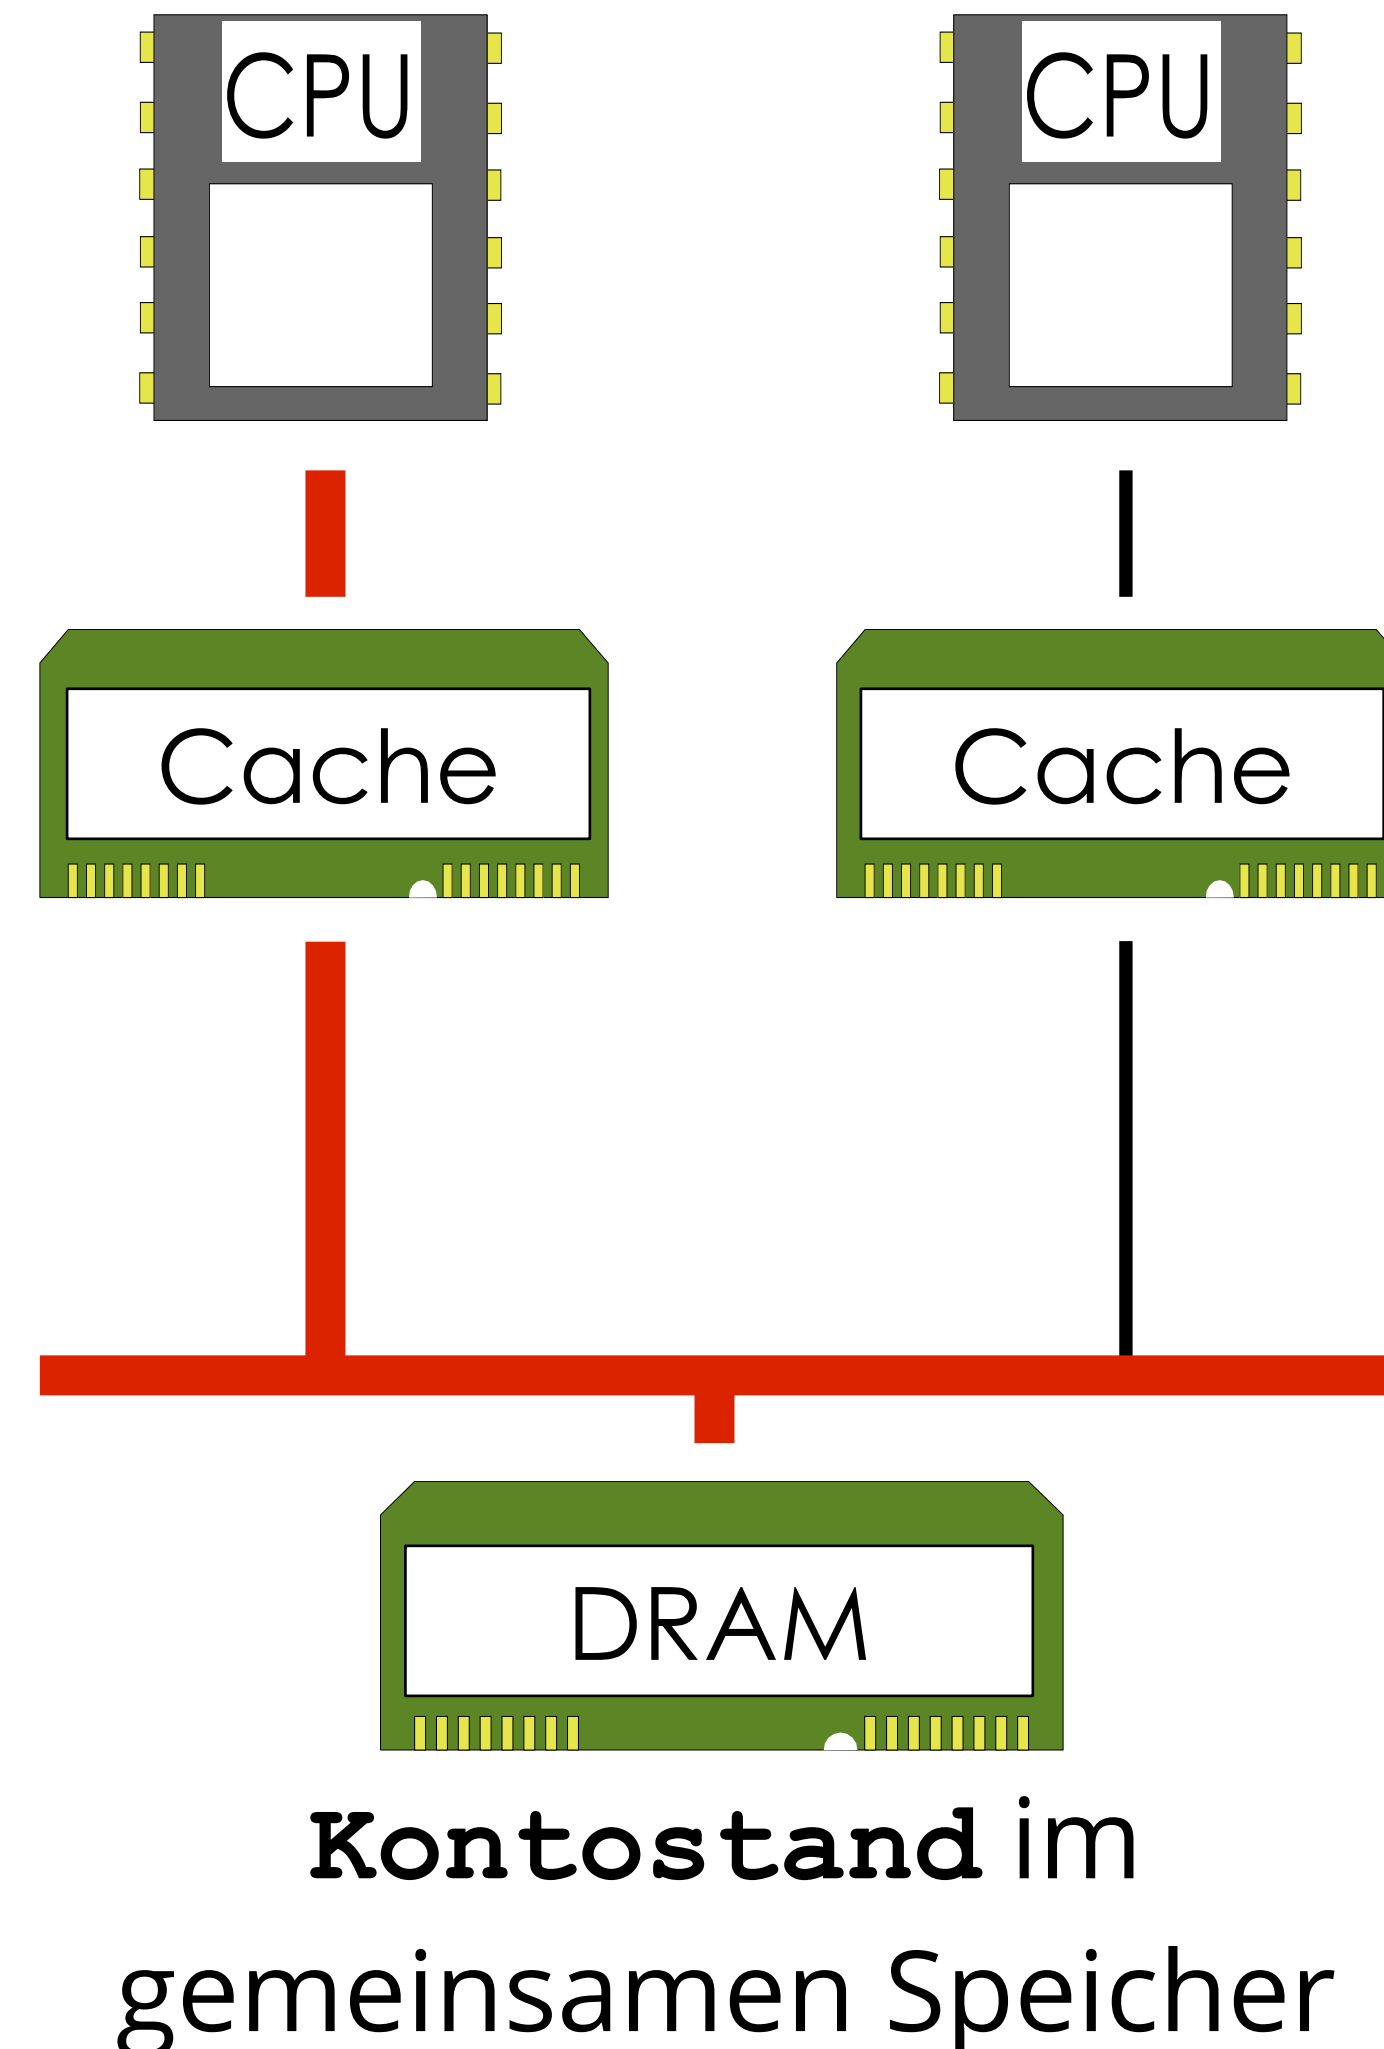 CPU CPU
Cache Cache
DRAM
Kontostand im
gemeinsamen Speicher